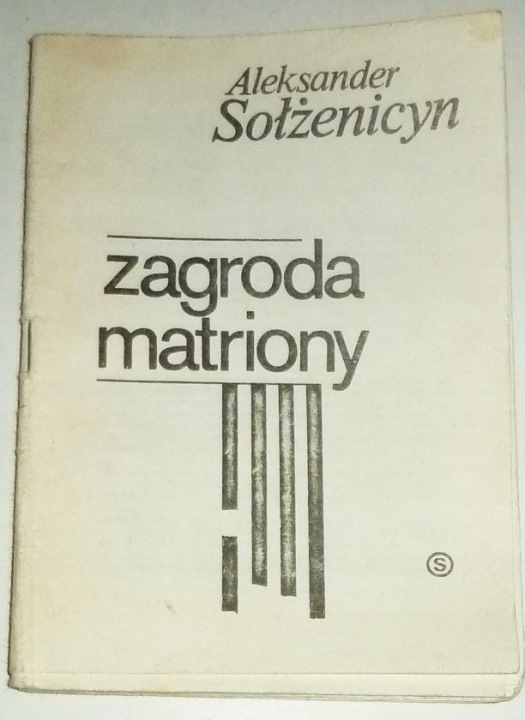 Aleksander
Sołżenicyn
zagroda
matriony
S